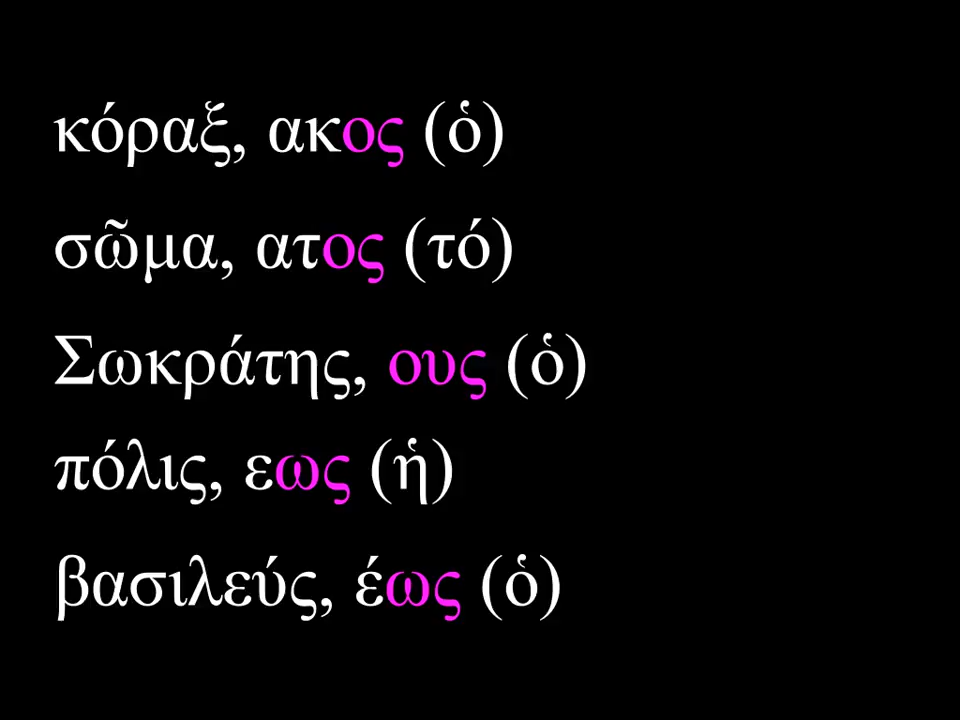 κόραξ, ακος (ὁ)
σῶμα, ατος (τό)
Σωκράτης, ους (ὁ)
πόλις, εως (ἡ)
βασιλεύς, έως (ὁ)